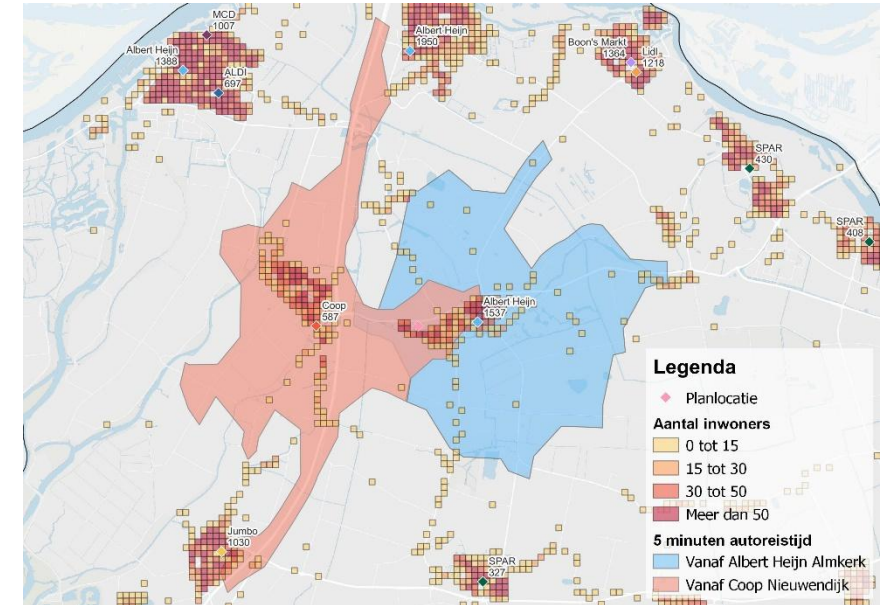 MCD
1007
Albert Heijn
1388
ALDI
697
Albert Heijn
1950
Boon's Markt
1364
Lidl
1218
SPAR
430
SPAR
408
Coop
587
Albert Heijn
1537
Jumbo
1030
SPAR
327
Legenda
Planlocatie
Aantal inwoners
0 tot 15
15 tot 30
30 tot 50
Meer dan 50
5 minuten autoreistijd
Vanaf Albert Heijn Almkerk
Vanaf Coop Nieuwendijk